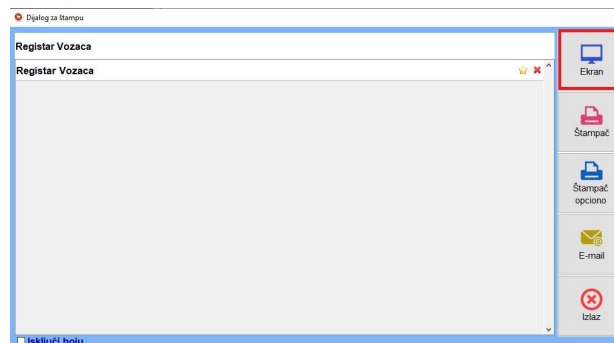 Dijalog za štampu
Registar Vozaca
Registar Vozaca
Ekran
Štampač
Štampač
opciono
E-mail
Izlaz
Isključi boju